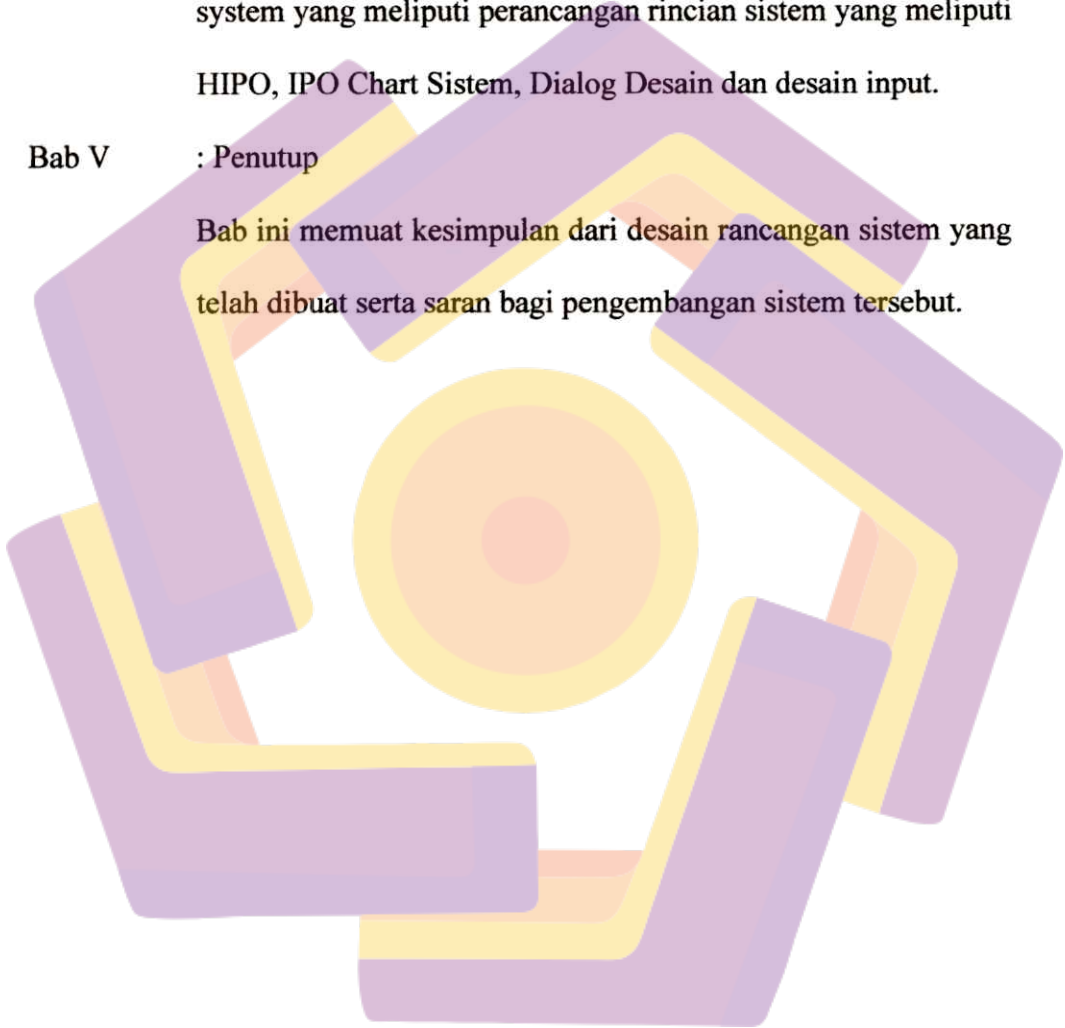 system yang meliputi perancangan rincian sistem yang meliputi
HIPO, IPO Chart Sistem, Dialog Desain dan desain input.
Bab V : Penutup
Bab ini memuat kesimpulan dari desain rancangan sistem yang
telah dibuat serta saran bagi pengembangan sistem tersebut.